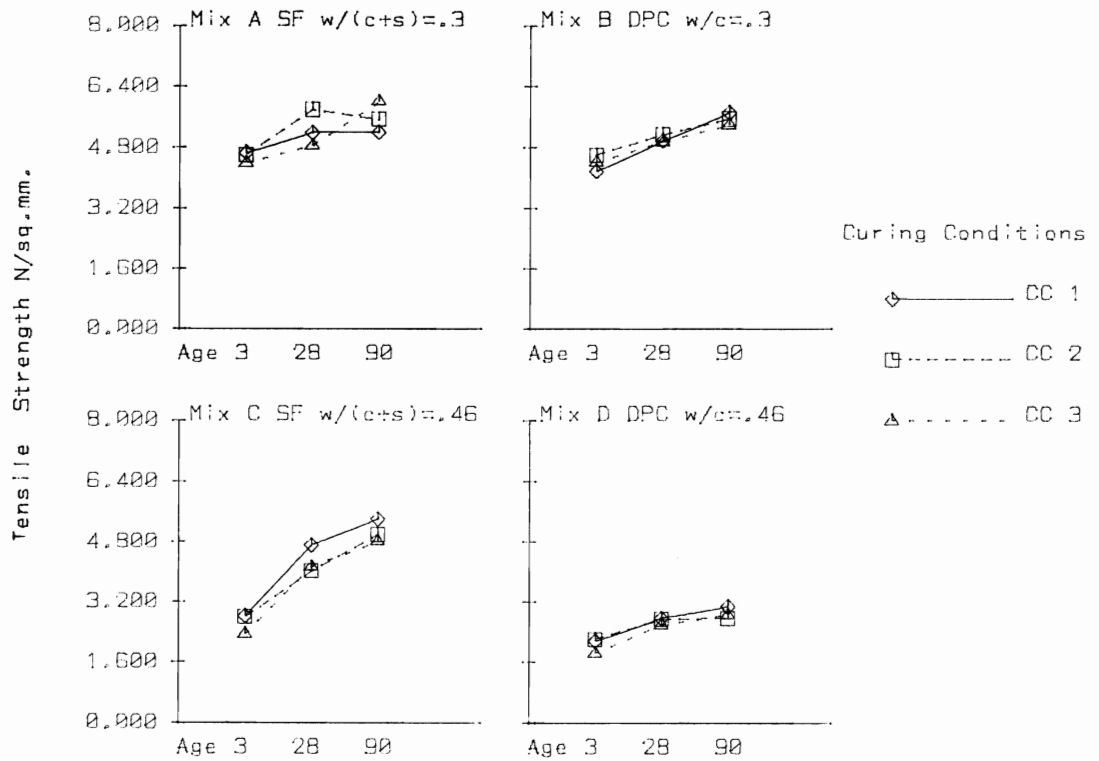 Tensile Strength N/sq.mm.
Mix A SF w/(c+s)=.3
8.000
6.400
4.800
3.200
1.600
0.000
Age 3 28 90
Mix B OPC w/c=.3
Age 3 28 90
Mix C SF w/(c+s)=.46
8.000
6.400
4.800
3.200
1.600
0.000
Age 3 28 90
Mix D OPC w/c=.46
Age 3 28 90
Curing Conditions
CC 1
CC 2
CC 3